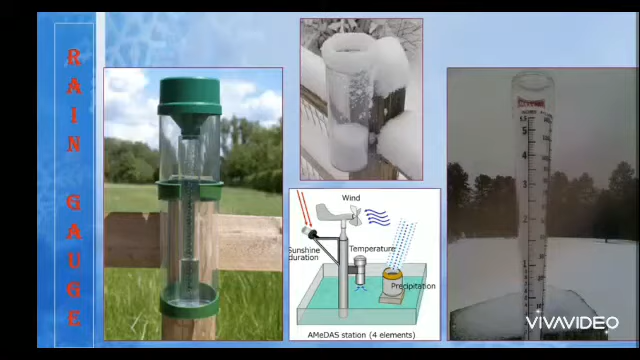 RAIN GAUGE
Wind
Sunshine
duration
Temperature
Precipitation
AMeDAS station (4 elements)
VIVAVIDEO